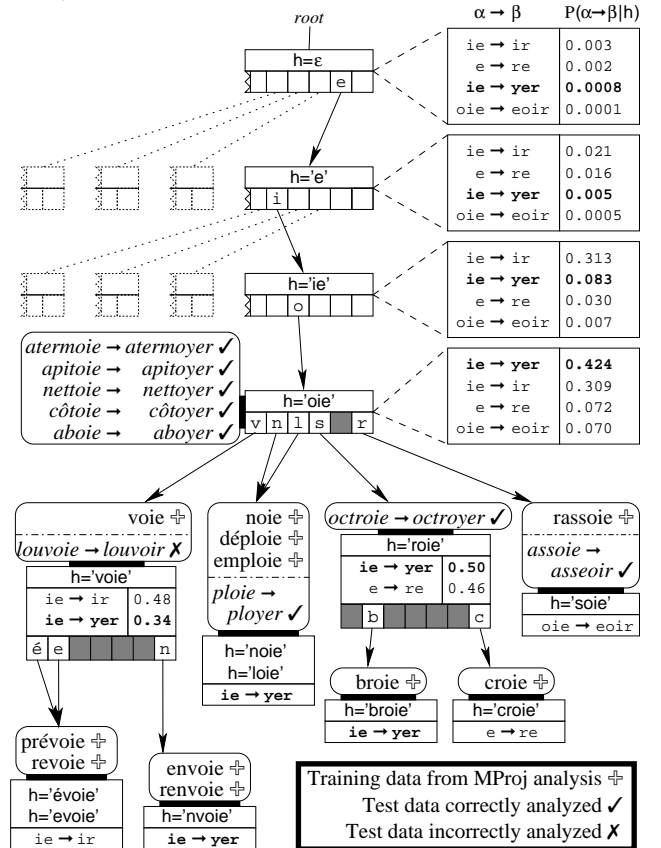 root
α → β P(α→β|h)
h=ε
e
ie → ir 0.003
e → re 0.002
ie → yer 0.0008
oie → eoir 0.0001
h='e'
i
ie → ir 0.021
e → re 0.016
ie → yer 0.005
oie → eoir 0.0005
h='ie'
o
ie → ir 0.313
ie → yer 0.083
e → re 0.030
oie → eoir 0.007
atermoie → atermoyer ✓
apitoie → apitoyer ✓
nettoie → nettoyer ✓
côtoie → côtoyer ✓
aboie → aboyer ✓
h='oie'
v n l s r
ie → yer 0.424
ie → ir 0.309
e → re 0.072
oie → eoir 0.070
voie ✙
louvoie → louvoir ✗
h='voie'
ie → ir 0.48
ie → yer 0.34
é e n
noie ✙
déploie ✙
emploie ✙
ploie →
ployer ✓
h='noie'
h='loie'
ie → yer
octroie → octroyer ✓
h='roie'
ie → yer 0.50
e → re 0.46
b c
rassoie ✙
assoie →
asseoir ✓
h='soie'
oie → eoir
broie ✙
h='broie'
ie → yer
croie ✙
h='croie'
e → re
prévoie ✙
revoie ✙
h='évoie'
h='evoie'
ie → ir
envoie ✙
renvoie ✙
h='nvoie'
ie → yer
Training data from MProj analysis ✙
Test data correctly analyzed ✓
Test data incorrectly analyzed ✗